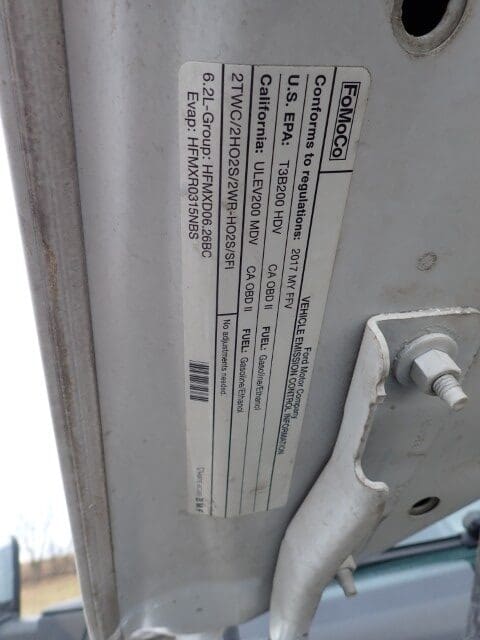 FoMoCo
Ford Motor Company
VEHICLE EMISSION CONTROL INFORMATION
Conforms to regulations: 2017 MY FFV
U.S. EPA: T3B200 HDV CA OBD II FUEL: Gasoline/Ethanol
California: ULEV200 MDV CA OBD II FUEL: Gasoline/Ethanol
2TWC/2HO2S/2WR-HO2S/SFI No adjustments needed.
6.2L-Group: HFMXD06.26BC
Evap: HFMXR0315NBS